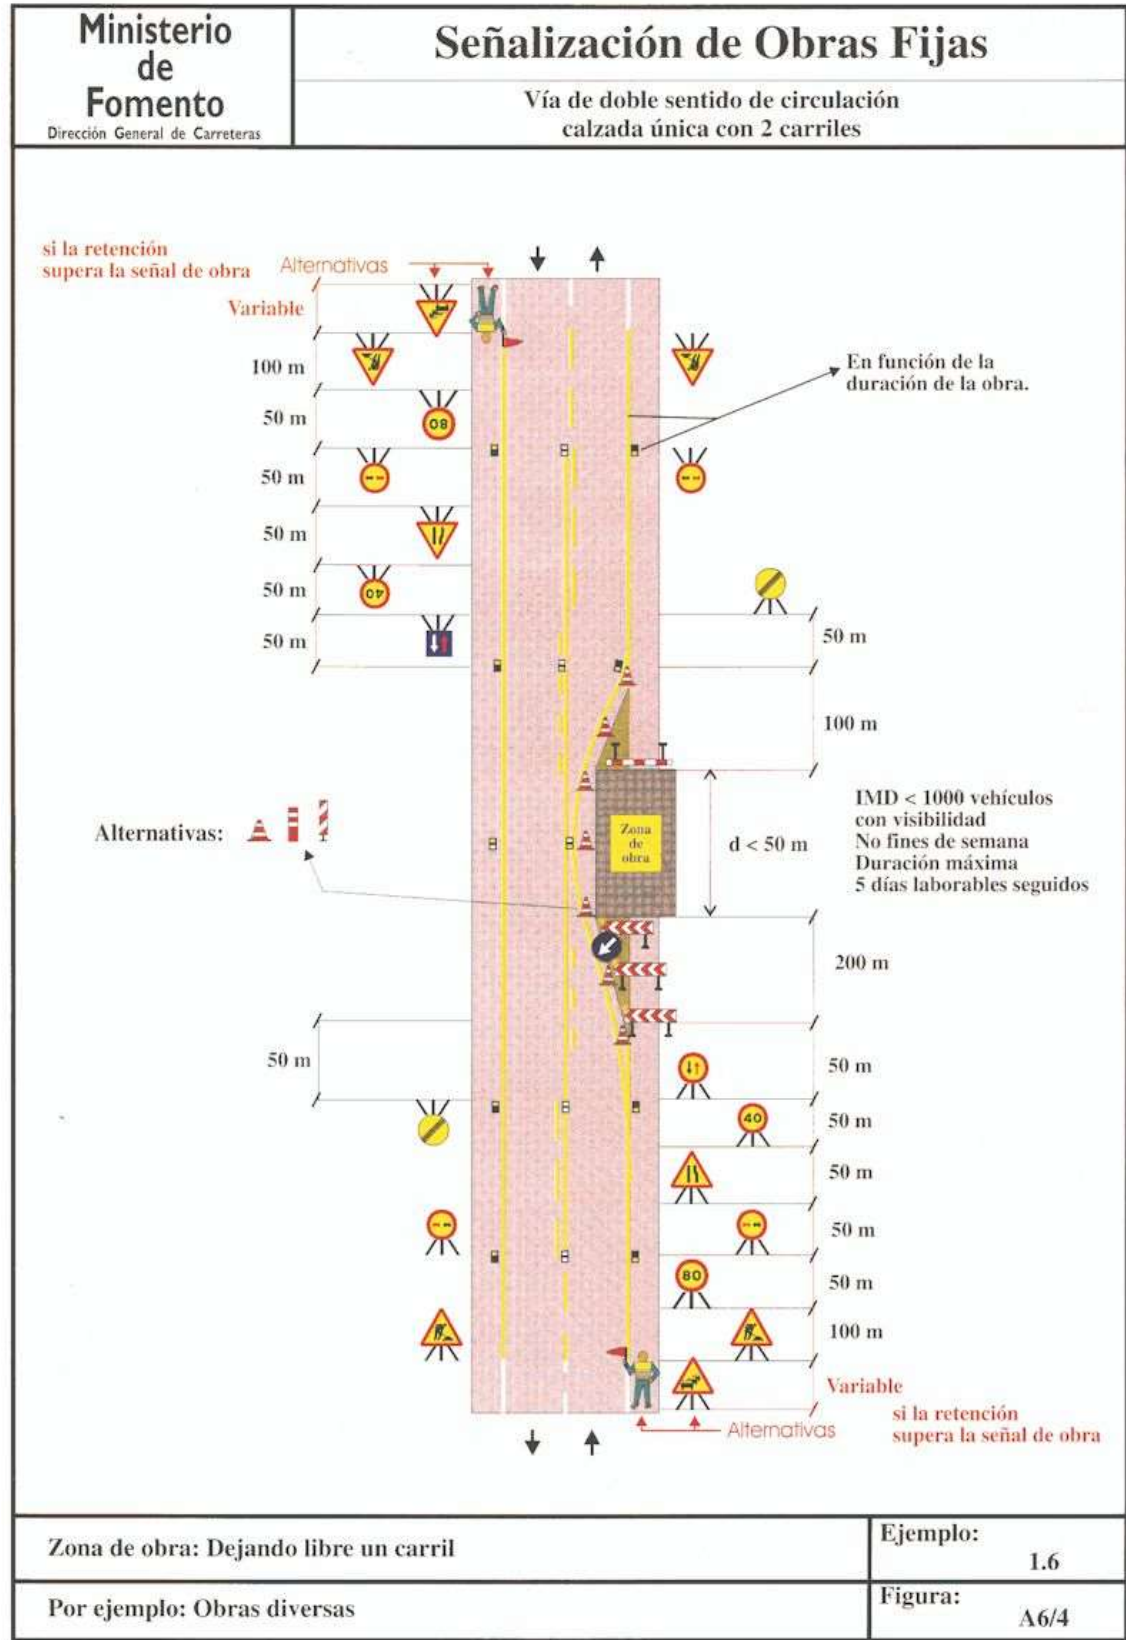 Ministerio
de
Fomento
Dirección General de Carreteras
Señalización de Obras Fijas
Vía de doble sentido de circulación
calzada única con 2 carriles
si la retención
supera la señal de obra
Alternativas
Variable
100 m
50 m
50 m
50 m
50 m
50 m
80
40
En función de la
duración de la obra.
50 m
100 m
Alternativas:
Zona
de
obra
d < 50 m
IMD < 1000 vehículos
con visibilidad
No fines de semana
Duración máxima
5 días laborables seguidos
200 m
50 m
50 m
40
50 m
50 m
50 m
80
50 m
100 m
Variable
si la retención
supera la señal de obra
Alternativas
Zona de obra: Dejando libre un carril
Ejemplo:
1.6
Por ejemplo: Obras diversas
Figura:
A6/4